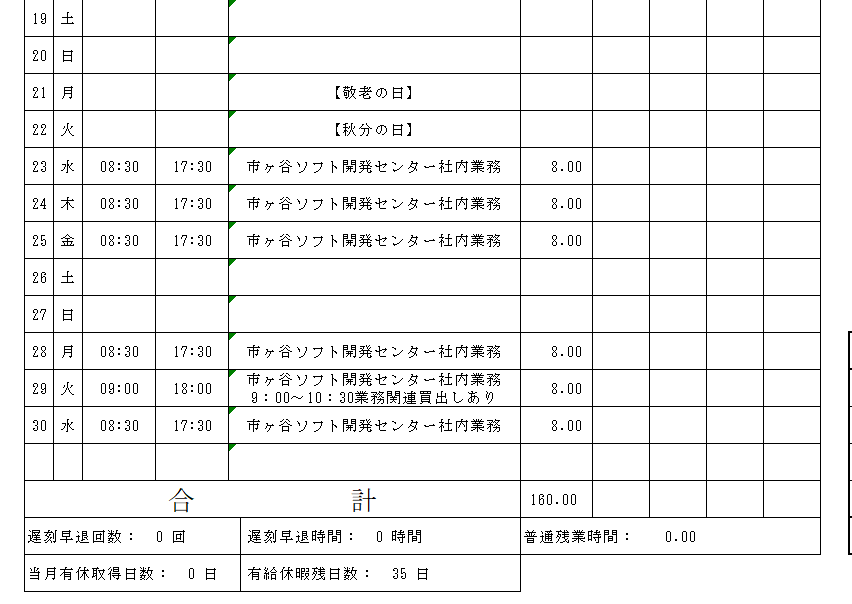 19 土
20 日
21 月 【敬老の日】
22 火 【秋分の日】
23 水 08:30 17:30 市ヶ谷ソフト開発センター社内業務 8.00
24 木 08:30 17:30 市ヶ谷ソフト開発センター社内業務 8.00
25 金 08:30 17:30 市ヶ谷ソフト開発センター社内業務 8.00
26 土
27 日
28 月 08:30 17:30 市ヶ谷ソフト開発センター社内業務 8.00
29 火 09:00 18:00 市ヶ谷ソフト開発センター社内業務 8.00
9：00～10：30業務関連買出しあり
30 水 08:30 17:30 市ヶ谷ソフト開発センター社内業務 8.00
合 計 160.00
遅刻早退回数： 0 回 遅刻早退時間： 0 時間 普通残業時間： 0.00
当月有休取得日数： 0 日 有給休暇残日数： 35 日